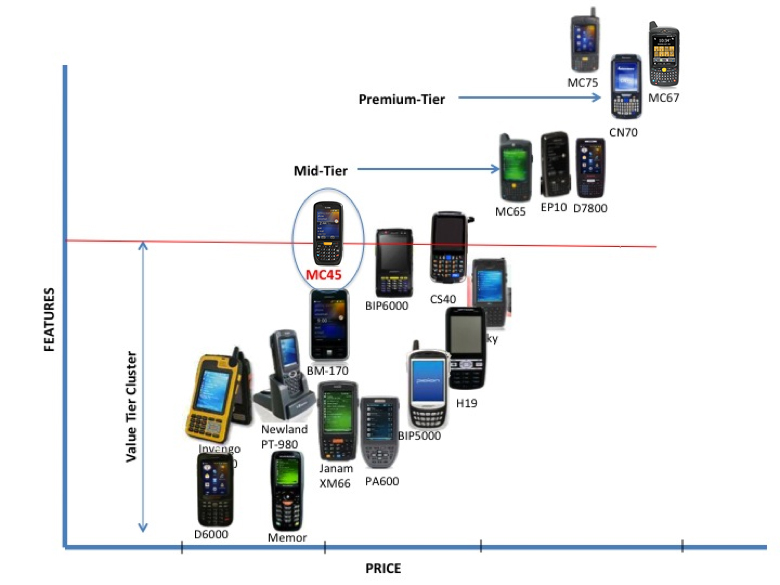 MC75
MC67
Premium-Tier
CN70
Mid-Tier
MC65
EP10
D7800
MC45
BIP6000
CS40
ky
FEATURES
Value Tier Cluster
BM-170
H19
Newland
PT-980
BIP5000
Janam
XM66
PA600
D6000
Memor
PRICE